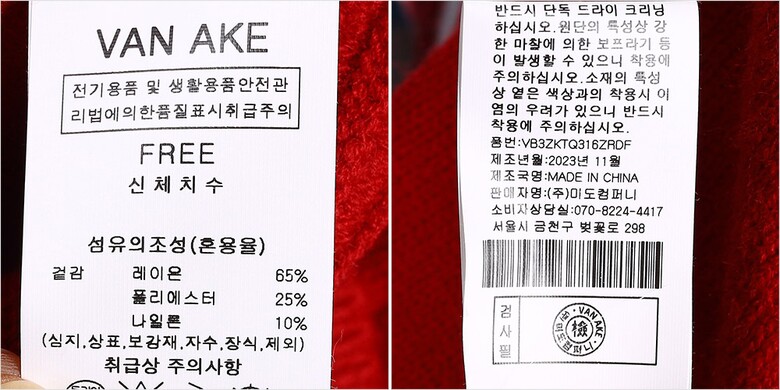 VAN AKE
전기용품 및 생활용품안전관
리법에의한품질표시취급주의
FREE
신체치수
섬유의조성(혼용율)
겉감 레이온 65%
폴리에스터 25%
나일론 10%
(심지,상표,보강재,자수,장식,제외)
취급상 주의사항
반드시 단독 드라이 크리닝
하십시오.원단의 특성상 강
한 마찰에 의한 보프라기 등
이 발생할 수 있으니 착용에
주의하십시오.소재의 특성
상 옅은 색상과의 착용시 이
염의 우려가 있으니 반드시
착용에 주의하십시오.
품번:VB3ZKTQ316ZRDF
제조년월:2023년 11월
제조국명:MADE IN CHINA
판매자명:(주)미도컴퍼니
소비자상담실:070-8224-4417
서울시 금천구 벚꽃로 298
검사필
VAN AKE
檢